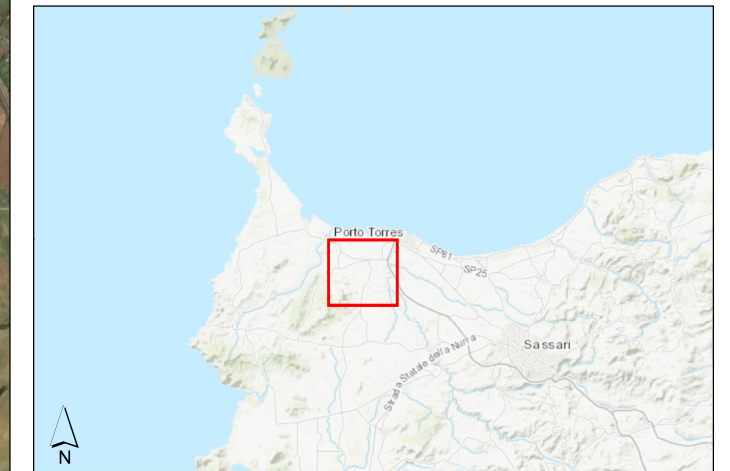 Porto Torres
SP81
SP25
Sassari
Strada Statale della Nurra
N